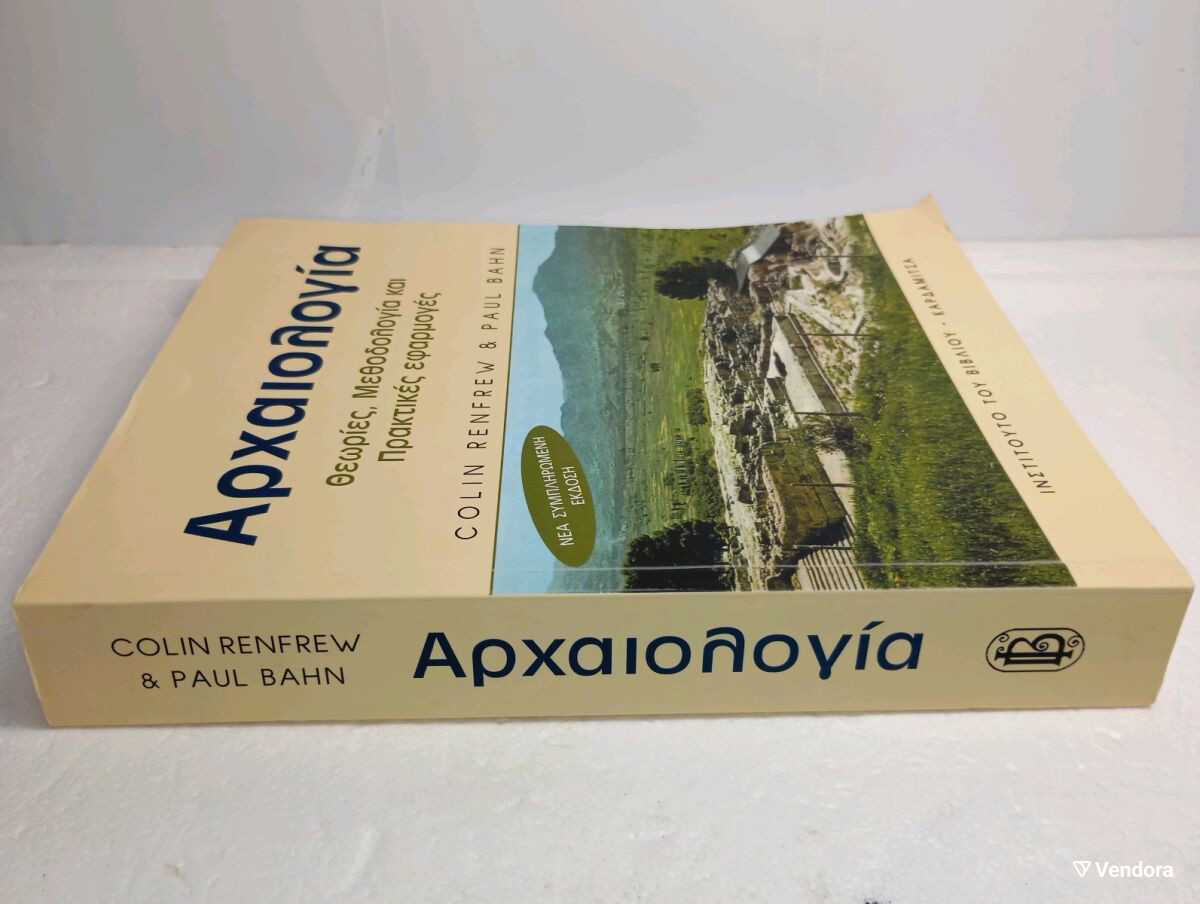 Αρχαιολογία
Θεωρίες, Μεθοδολογία και
Πρακτικές εφαρμογές
COLIN RENFREW & PAUL BAHN
ΝΕΑ ΣΥΜΠΛΗΡΩΜΕΝΗ
ΕΚΔΟΣΗ
ΙΝΣΤΙΤΟΥΤΟ ΤΟΥ ΒΙΒΛΙΟΥ - ΚΑΡΔΑΜΙΤΣΑ
COLIN RENFREW
& PAUL BAHN
Αρχαιολογία
Vendora